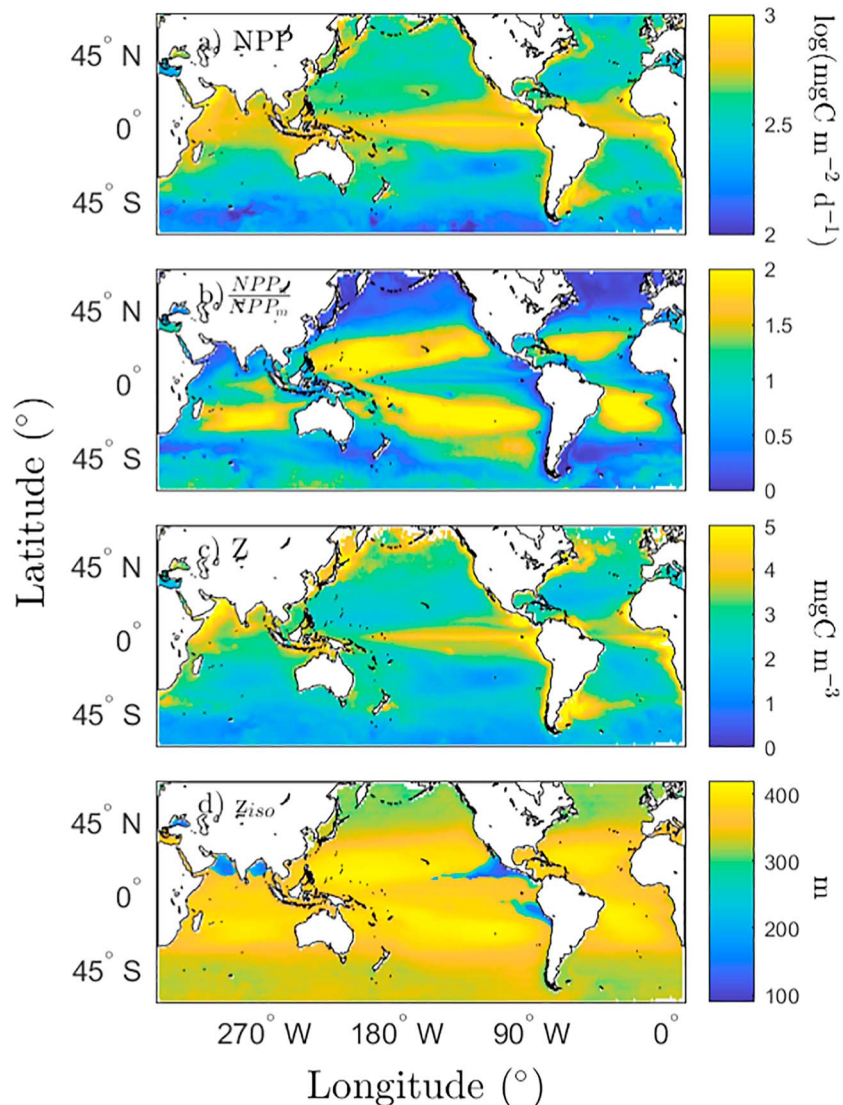 a) NPP
45° N
0°
45° S
3
2.5
2
log(mgC m⁻² d⁻¹)
b) NPPs/NPPm
45° N
0°
45° S
2
1.5
1
0.5
0
Latitude (°)
c) Z
45° N
0°
45° S
5
4
3
2
1
0
mgC m⁻³
d) z_iso
45° N
0°
45° S
400
300
200
100
m
270° W 180° W 90° W 0°
Longitude (°)